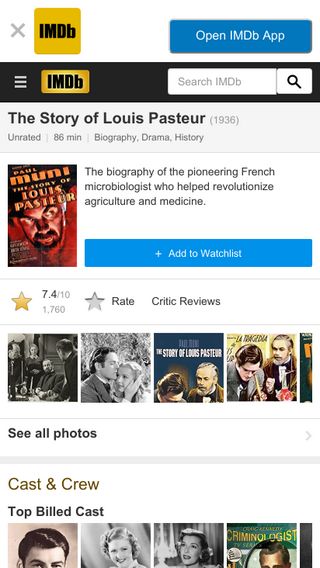 IMDb
Open IMDb App
IMDb
Search IMDb
The Story of Louis Pasteur (1936)
Unrated | 86 min | Biography, Drama, History
PAUL
MUNI
THE STORY OF
LOUIS
PASTEUR
The biography of the pioneering French
microbiologist who helped revolutionize
agriculture and medicine.
+ Add to Watchlist
7.4/10
1,760
Rate
Critic Reviews
PAUL MUNI
THE STORY OF LOUIS PASTEUR
LA TRAGEDIA
See all photos
Cast & Crew
Top Billed Cast
CRAIG KENNEDY
CRIMINOLOGIST